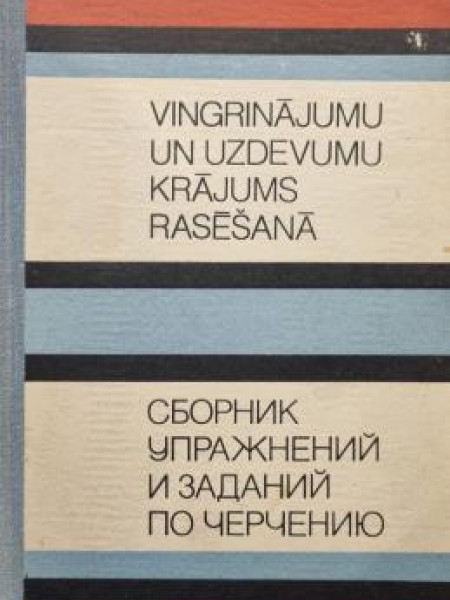 VINGRINĀJUMU
UN UZDEVUMU
KRĀJUMS
RASĒŠANĀ
СБОРНИК
УПРАЖНЕНИЙ
И ЗАДАНИЙ
ПО ЧЕРЧЕНИЮ